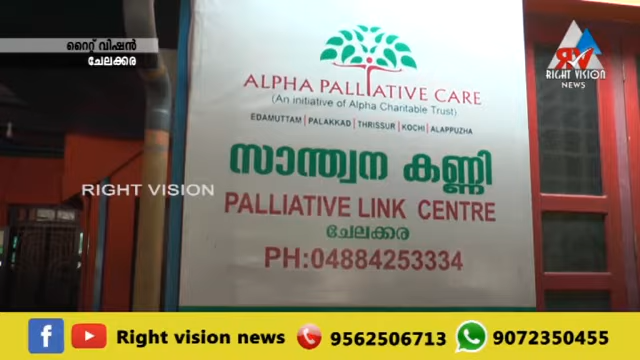 റൈറ്റ് വിഷൻ
ചേലക്കര
RIGHT VISION
NEWS
ALPHA PALLIATIVE CARE
(An initiative of Alpha Charitable Trust)
EDAMUTTAM | PALAKKAD | THRISSUR | KOCHI | ALAPPUZHA
സാന്ത്വന കണ്ണി
RIGHT VISION
PALLIATIVE LINK CENTRE
ചേലക്കര
PH:04884253334
Right vision news 9562506713 9072350455